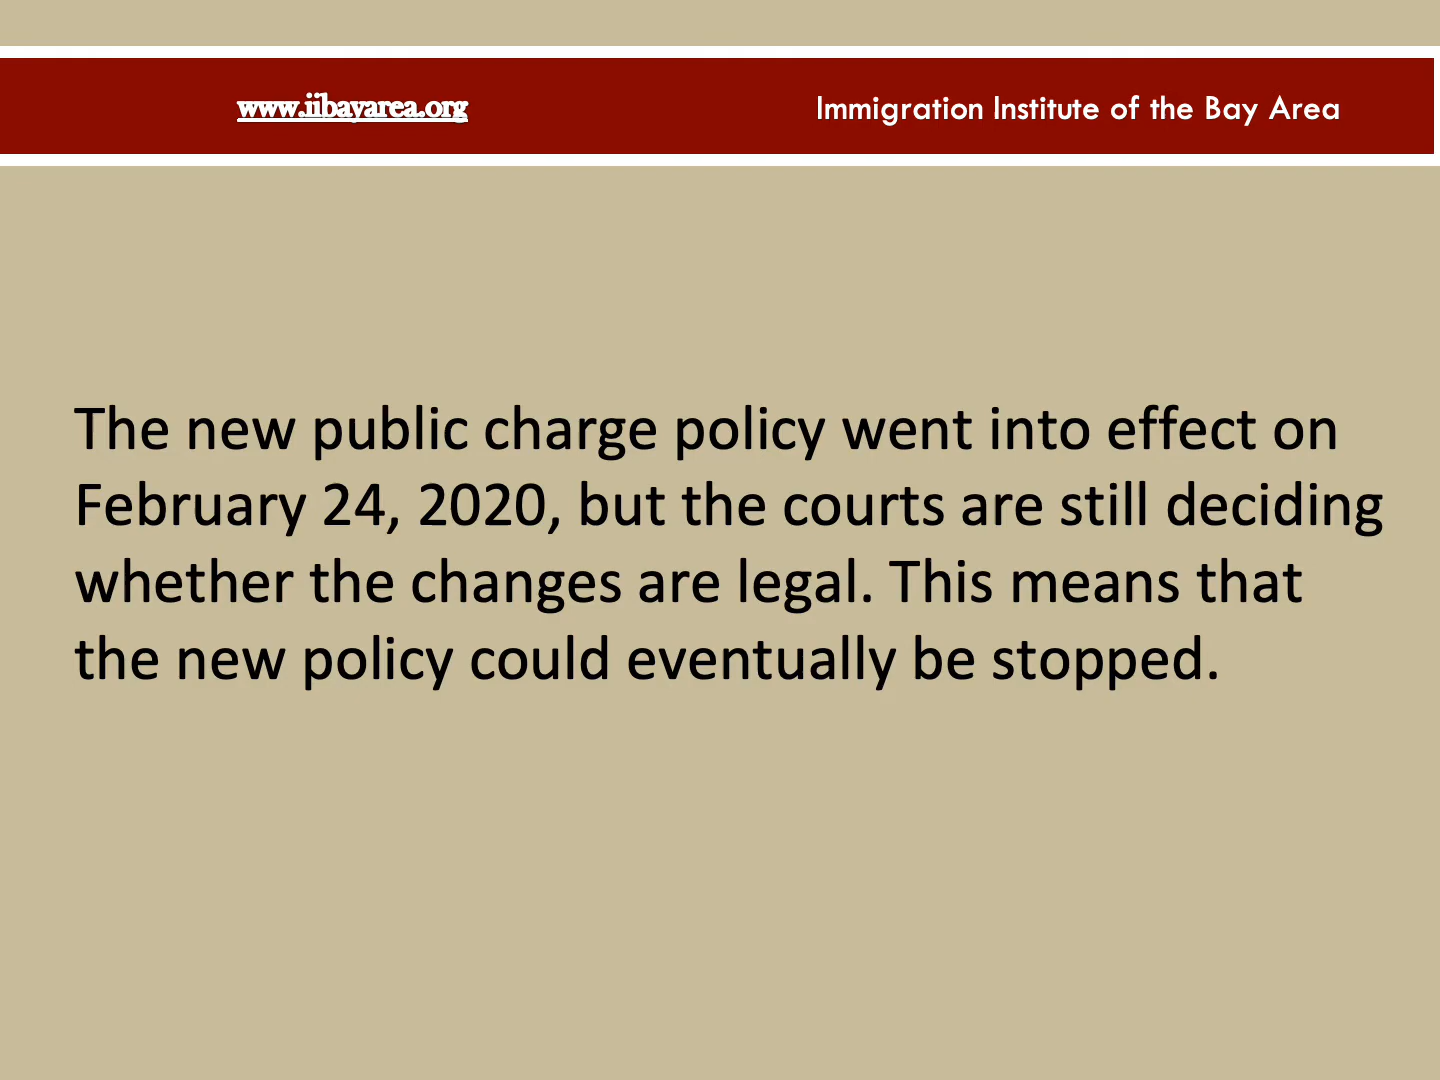 www.iibayarea.org
Immigration Institute of the Bay Area
The new public charge policy went into effect on
February 24, 2020, but the courts are still deciding
whether the changes are legal. This means that
the new policy could eventually be stopped.